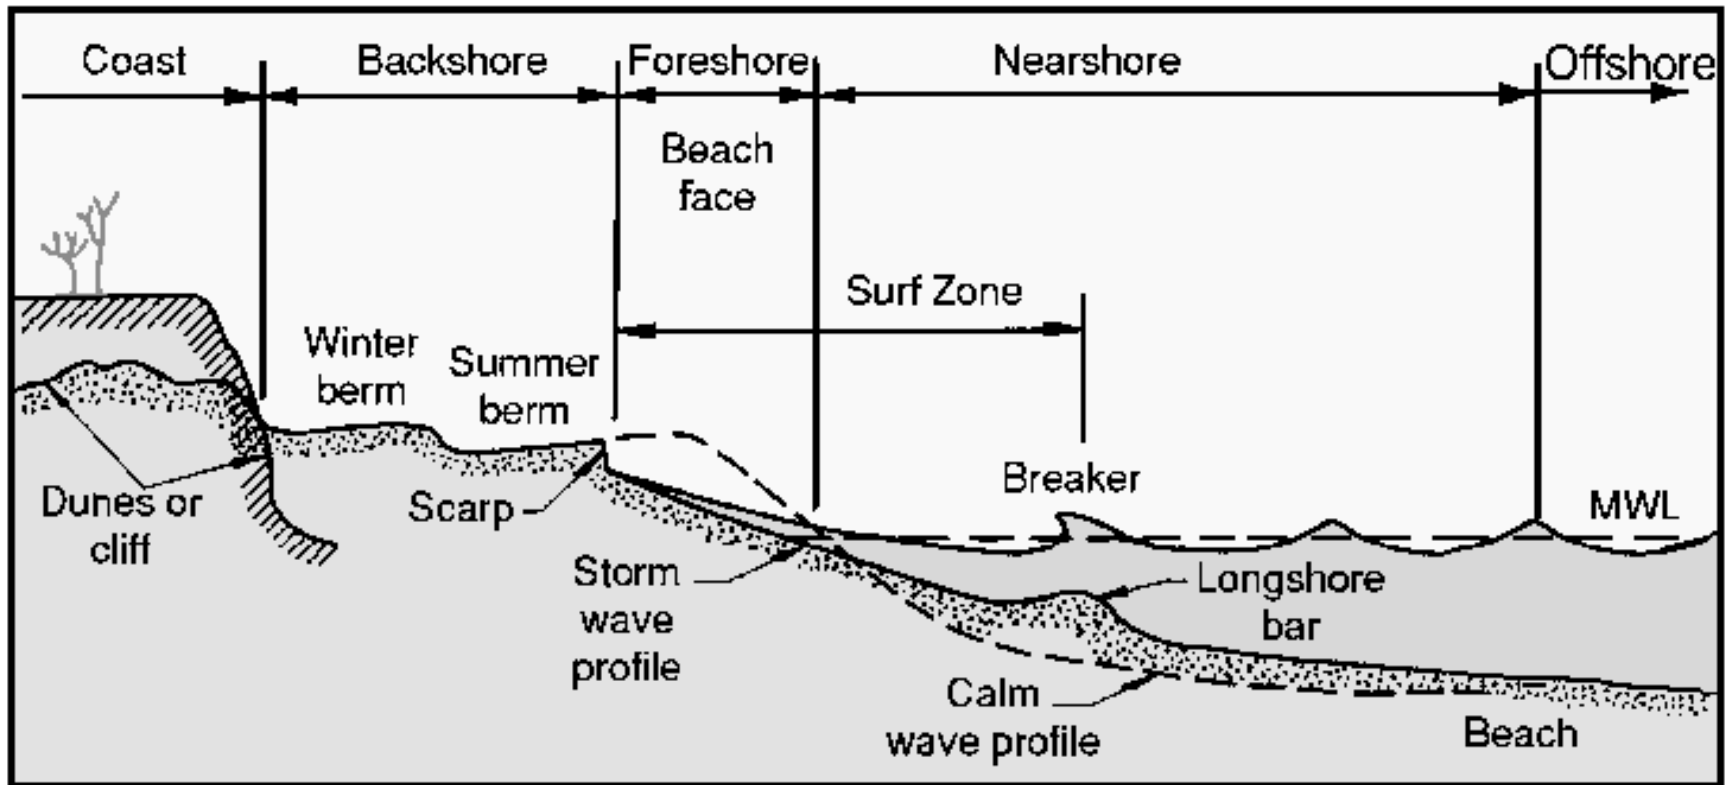 Coast
Backshore
Foreshore
Nearshore
Offshore
Beach
face
Surf Zone
Winter
berm
Summer
berm
Breaker
MWL
Dunes or
cliff
Scarp
Storm
wave
profile
Longshore
bar
Calm
wave profile
Beach